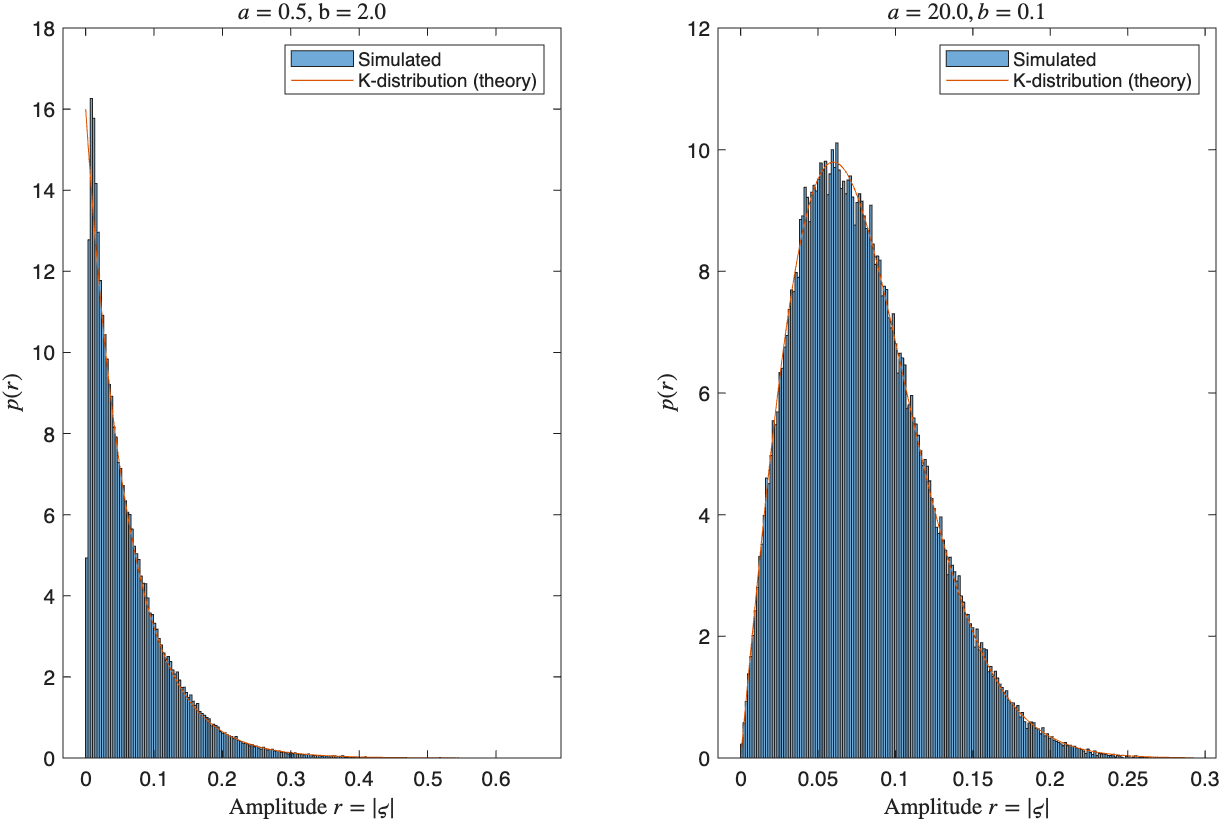 a = 0.5, b = 2.0
18
16
14
12
10
8
6
4
2
0
p(r)
Simulated
K-distribution (theory)
0 0.1 0.2 0.3 0.4 0.5 0.6
Amplitude r = |ς|
a = 20.0, b = 0.1
12
10
8
6
4
2
0
p(r)
Simulated
K-distribution (theory)
0 0.05 0.1 0.15 0.2 0.25 0.3
Amplitude r = |ς|